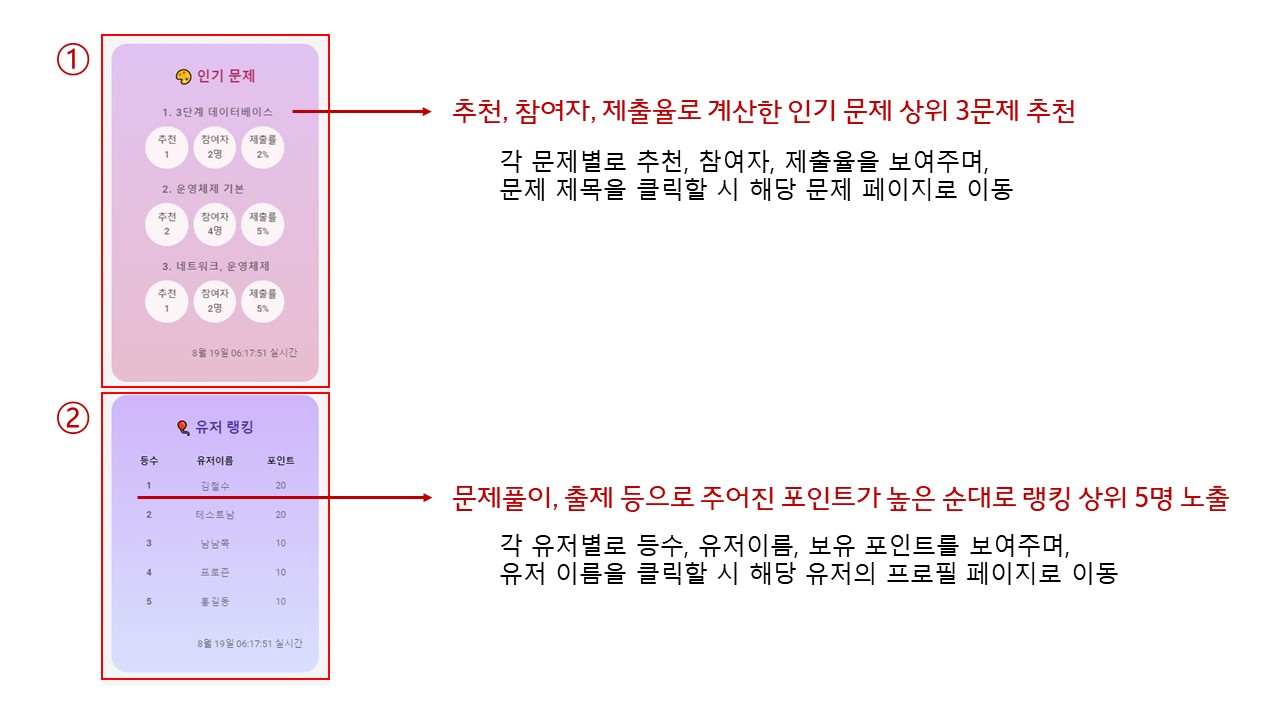 ①
인기 문제
1. 3단계 데이터베이스
추천 참여자 제출률
1 2명 2%
2. 운영체제 기본
추천 참여자 제출률
2 4명 5%
3. 네트워크, 운영체제
추천 참여자 제출률
1 2명 5%
8월 19일 06:17:51 실시간
추천, 참여자, 제출율로 계산한 인기 문제 상위 3문제 추천
각 문제별로 추천, 참여자, 제출율을 보여주며,
문제 제목을 클릭할 시 해당 문제 페이지로 이동
②
유저 랭킹
등수 유저이름 포인트
1 김철수 20
2 테스트남 20
3 남남쪽 10
4 프로즌 10
5 홍길동 10
8월 19일 06:17:51 실시간
문제풀이, 출제 등으로 주어진 포인트가 높은 순대로 랭킹 상위 5명 노출
각 유저별로 등수, 유저이름, 보유 포인트를 보여주며,
유저 이름을 클릭할 시 해당 유저의 프로필 페이지로 이동